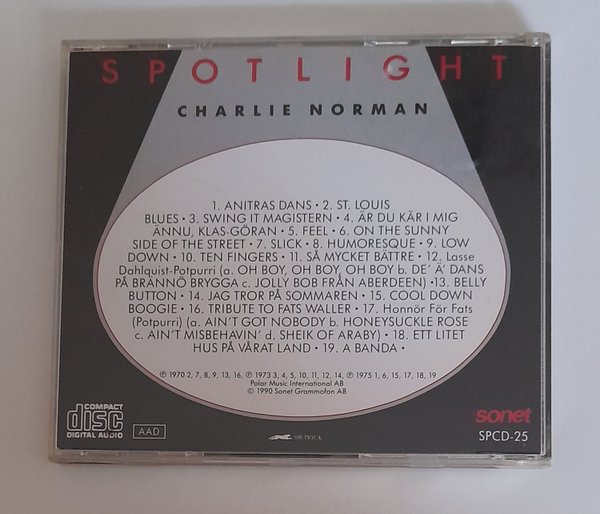 SPOTLIGHT
CHARLIE NORMAN
1. ANITRAS DANS • 2. ST. LOUIS
BLUES • 3. SWING IT MAGISTERN • 4. ÄR DU KÄR I MIG
ÄNNU, KLAS-GÖRAN • 5. FEEL • 6. ON THE SUNNY
SIDE OF THE STREET • 7. SLICK • 8. HUMORESQUE • 9. LOW
DOWN • 10. TEN FINGERS • 11. SÅ MYCKET BÄTTRE • 12. Lasse
Dahlquist-Potpurri (a. OH BOY, OH BOY, OH BOY b. DE' Ä' DANS
PÅ BRÄNNÖ BRYGGA c. JOLLY BOB FRÅN ABERDEEN) •13. BELLY
BUTTON • 14. JAG TROR PÅ SOMMAREN • 15. COOL DOWN
BOOGIE • 16. TRIBUTE TO FATS WALLER • 17. Honnör För Fats
(Potpurri) (a. AIN'T GOT NOBODY b. HONEYSUCKLE ROSE
c. AIN'T MISBEHAVIN' d. SHEIK OF ARABY) • 18. ETT LITET
HUS PÅ VÅRAT LAND • 19. A BANDA •
℗ 1970 2, 7, 8, 9, 13, 16, ℗ 1973 3, 4, 5, 10, 11, 12, 14, ℗ 1975 1, 6, 15, 17, 18, 19
Polar Music International AB
© 1990 Sonet Grammofon AB
COMPACT
disc
DIGITAL AUDIO
AAD
MIR-TRYCK
sonet
SPCD-25